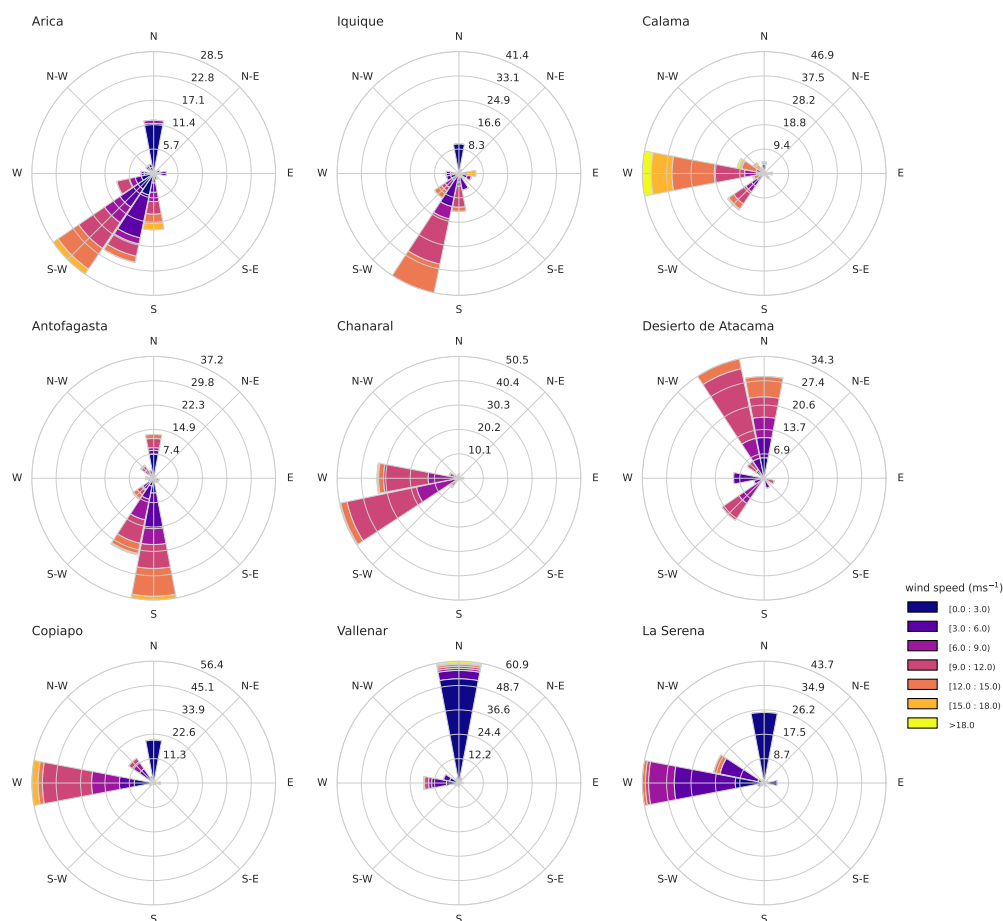 Arica
N
N-E
E
S-E
S
S-W
W
N-W
5.7
11.4
17.1
22.8
28.5
Iquique
N
N-E
E
S-E
S
S-W
W
N-W
8.3
16.6
24.9
33.1
41.4
Calama
N
N-E
E
S-E
S
S-W
W
N-W
9.4
18.8
28.2
37.5
46.9
Antofagasta
N
N-E
E
S-E
S
S-W
W
N-W
7.4
14.9
22.3
29.8
37.2
Chanaral
N
N-E
E
S-E
S
S-W
W
N-W
10.1
20.2
30.3
40.4
50.5
Desierto de Atacama
N
N-E
E
S-E
S
S-W
W
N-W
6.9
13.7
20.6
27.4
34.3
Copiapo
N
N-E
E
S-E
S
S-W
W
N-W
11.3
22.6
33.9
45.1
56.4
Vallenar
N
N-E
E
S-E
S
S-W
W
N-W
12.2
24.4
36.6
48.7
60.9
La Serena
N
N-E
E
S-E
S
S-W
W
N-W
8.7
17.5
26.2
34.9
43.7
wind speed (ms⁻¹)
[0.0 : 3.0)
[3.0 : 6.0)
[6.0 : 9.0)
[9.0 : 12.0)
[12.0 : 15.0)
[15.0 : 18.0)
>18.0